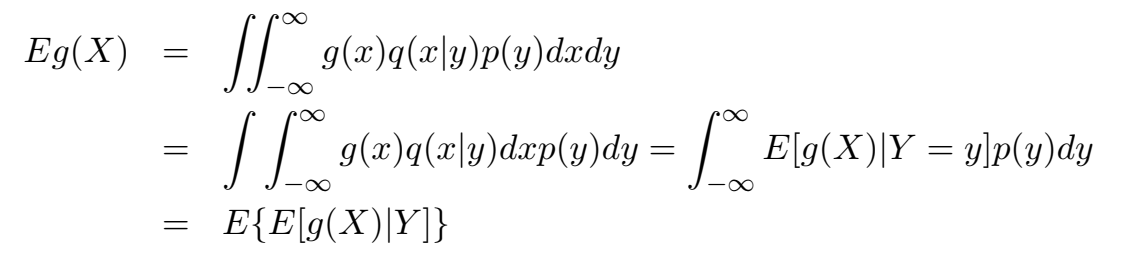 Eg(X) = ∬_{-∞}^{∞} g(x)q(x|y)p(y)dxdy
= ∫ ∫_{-∞}^{∞} g(x)q(x|y)dxp(y)dy = ∫_{-∞}^{∞} E[g(X)|Y = y]p(y)dy
= E{E[g(X)|Y]}